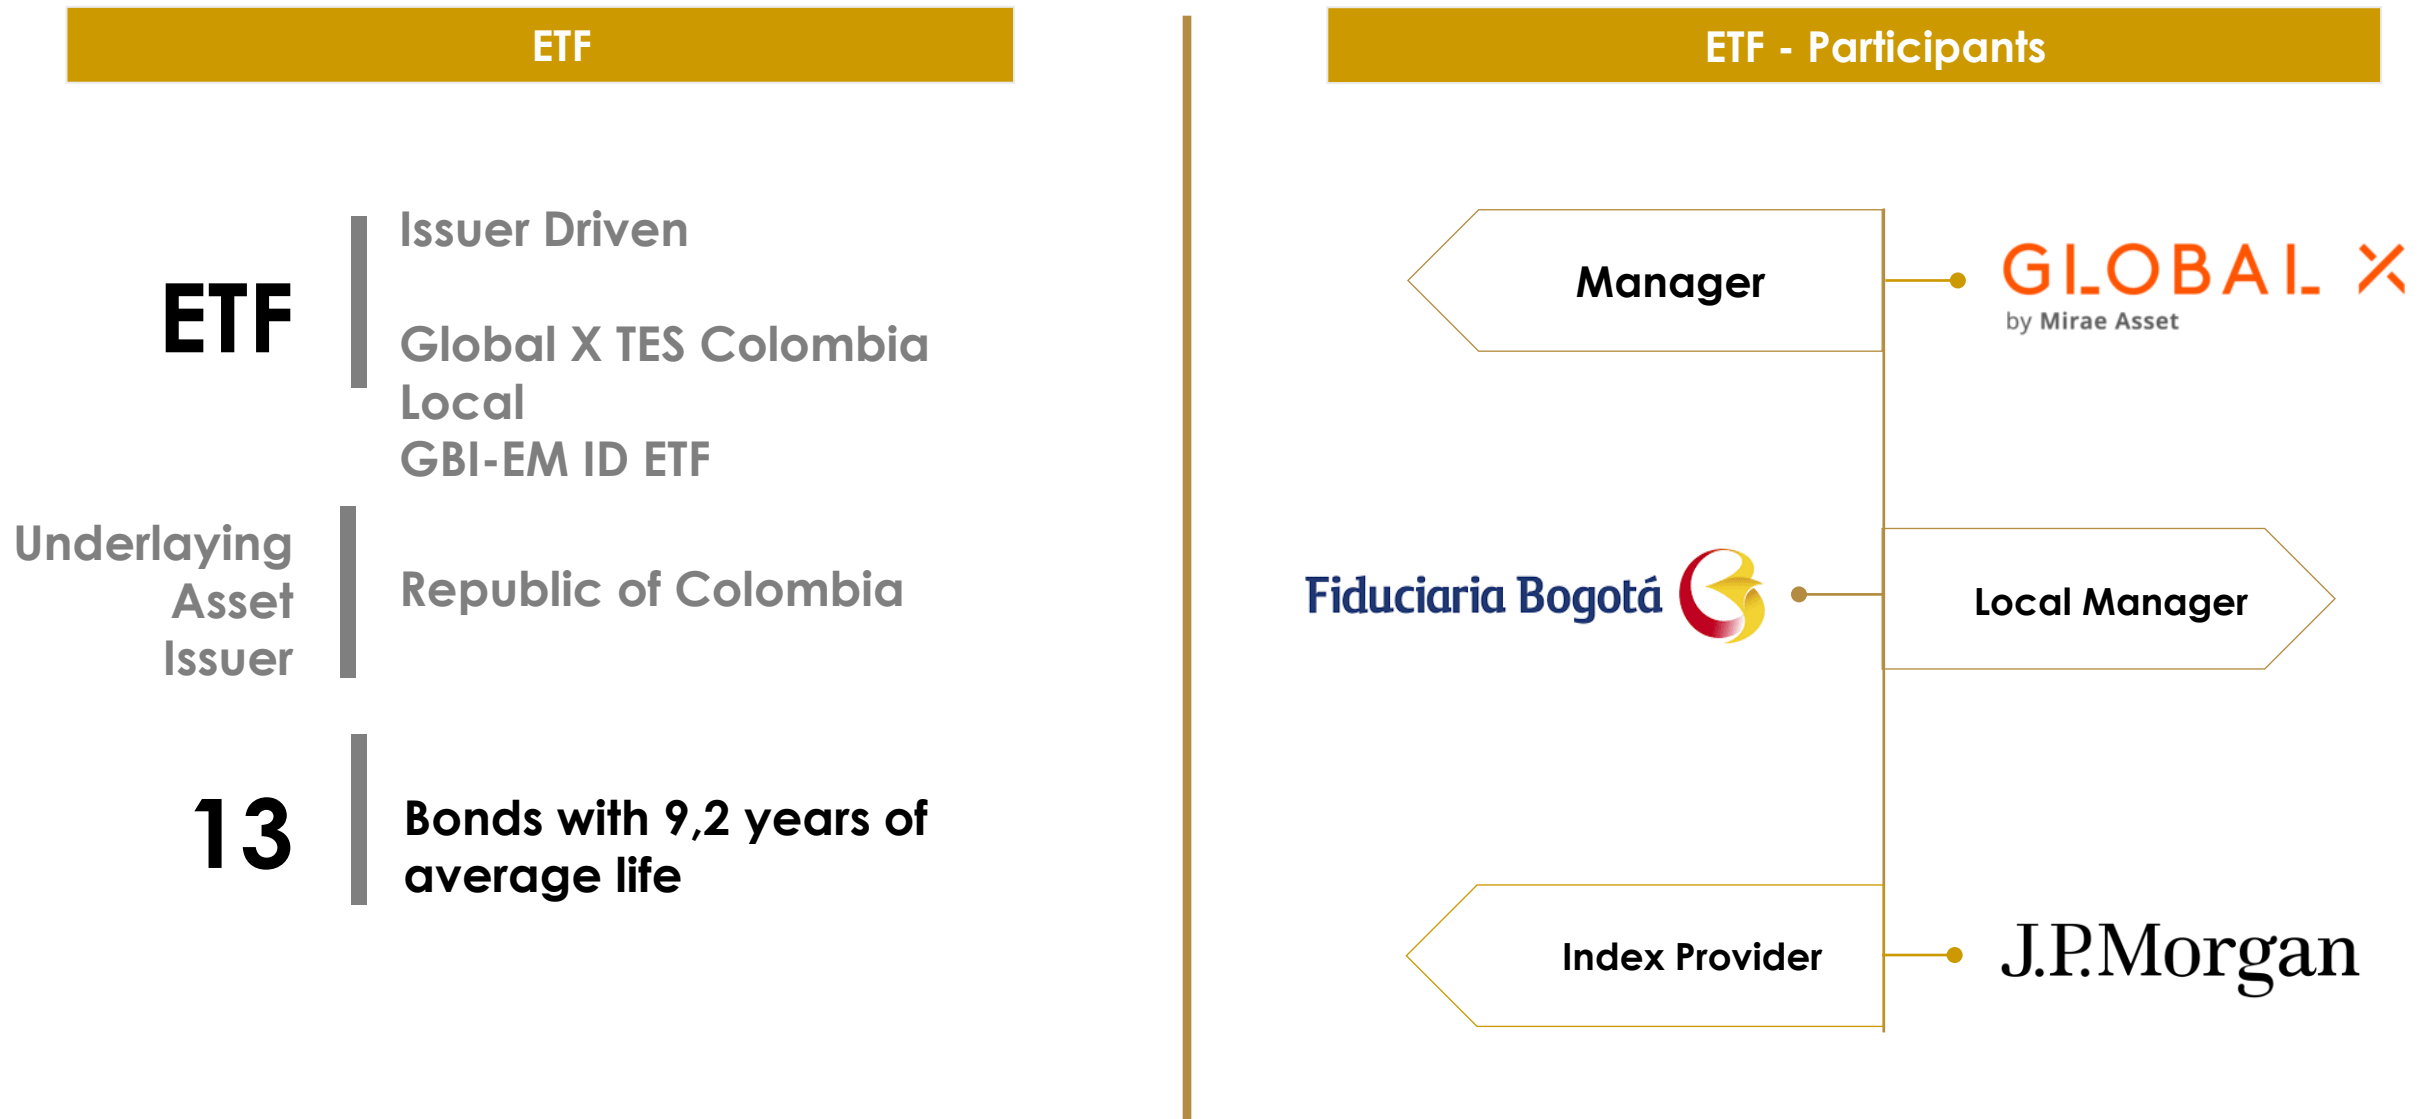 ETF
ETF
Issuer Driven
Global X TES Colombia
Local
GBI-EM ID ETF
Underlaying
Asset
Issuer
Republic of Colombia
13
Bonds with 9,2 years of
average life
ETF - Participants
Manager
GLOBAL X
by Mirae Asset
Fiduciaria Bogotá
Local Manager
Index Provider
J.P.Morgan